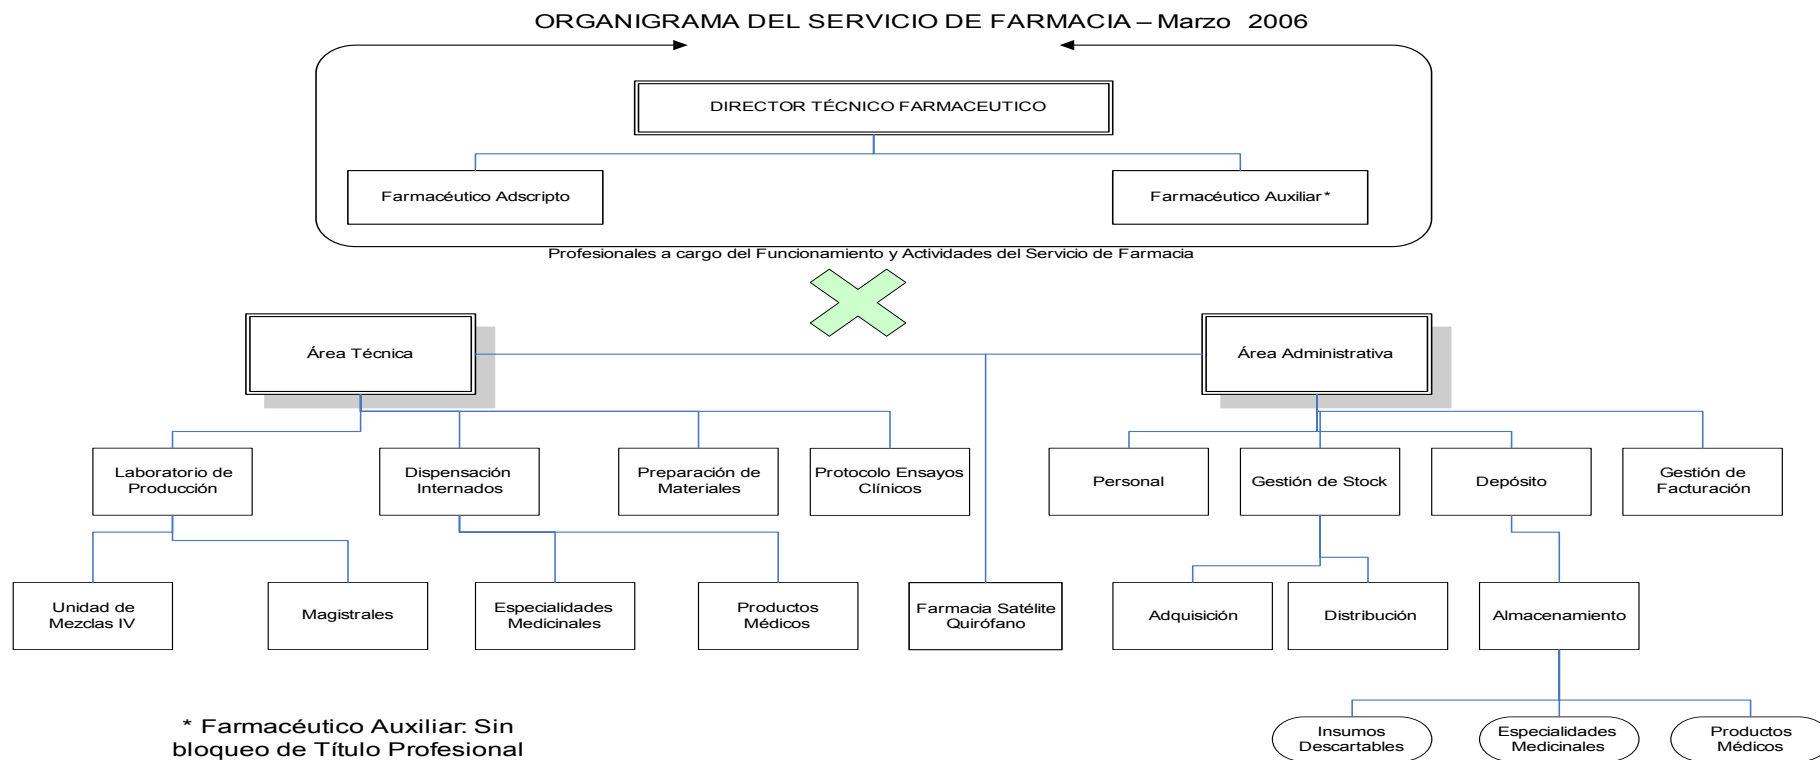 ORGANIGRAMA DEL SERVICIO DE FARMACIA – Marzo 2006
DIRECTOR TÉCNICO FARMACEUTICO
Farmacéutico Adscripto
Farmacéutico Auxiliar*
Profesionales a cargo del Funcionamiento y Actividades del Servicio de Farmacia
Área Técnica
Área Administrativa
Laboratorio de
Producción
Dispensación
Internados
Preparación de
Materiales
Protocolo Ensayos
Clínicos
Personal
Gestión de Stock
Depósito
Gestión de
Facturación
Unidad de
Mezclas IV
Magistrales
Especialidades
Medicinales
Productos
Médicos
Farmacia Satélite
Quirófano
Adquisición
Distribución
Almacenamiento
Insumos
Descartables
Especialidades
Medicinales
Productos
Médicos
* Farmacéutico Auxiliar: Sin
bloqueo de Título Profesional